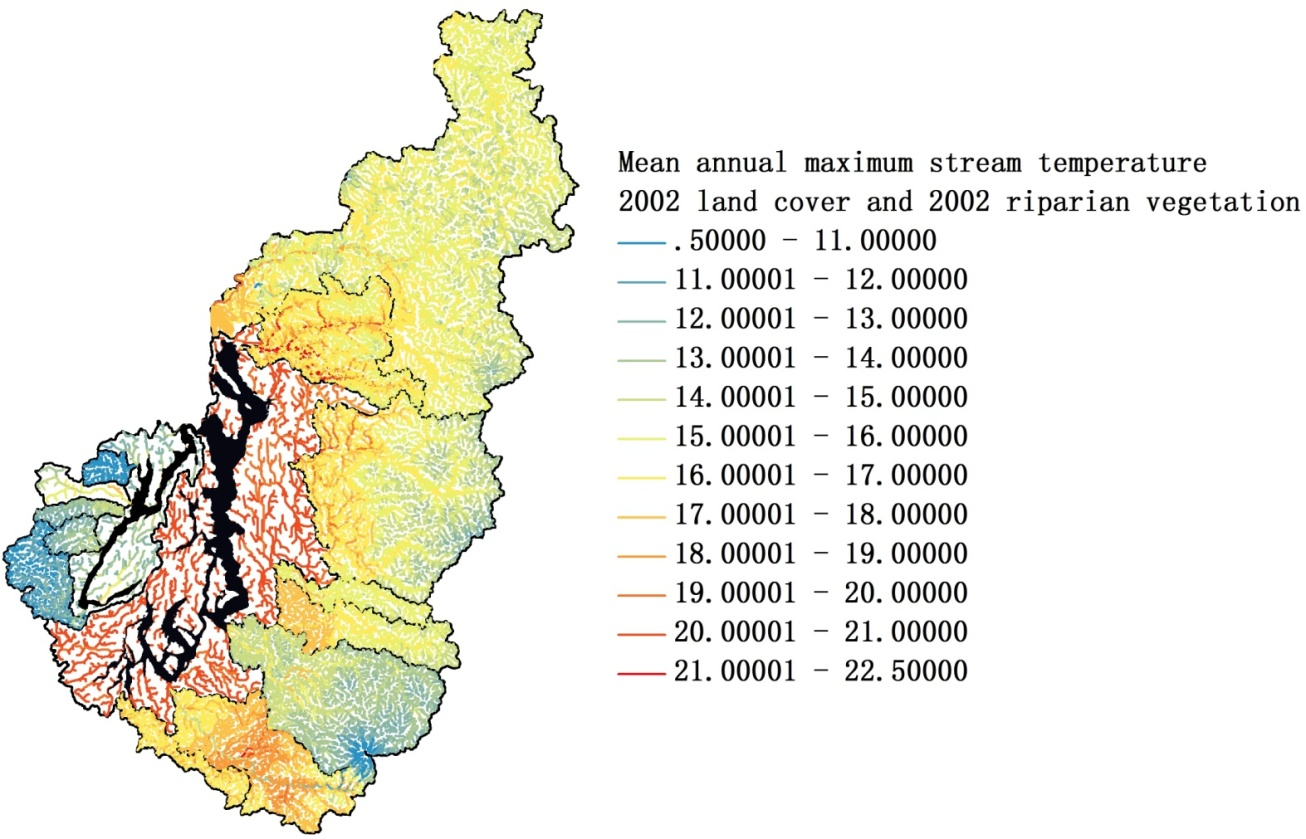 Mean annual maximum stream temperature
2002 land cover and 2002 riparian vegetation
.50000 - 11.00000
11.00001 - 12.00000
12.00001 - 13.00000
13.00001 - 14.00000
14.00001 - 15.00000
15.00001 - 16.00000
16.00001 - 17.00000
17.00001 - 18.00000
18.00001 - 19.00000
19.00001 - 20.00000
20.00001 - 21.00000
21.00001 - 22.50000